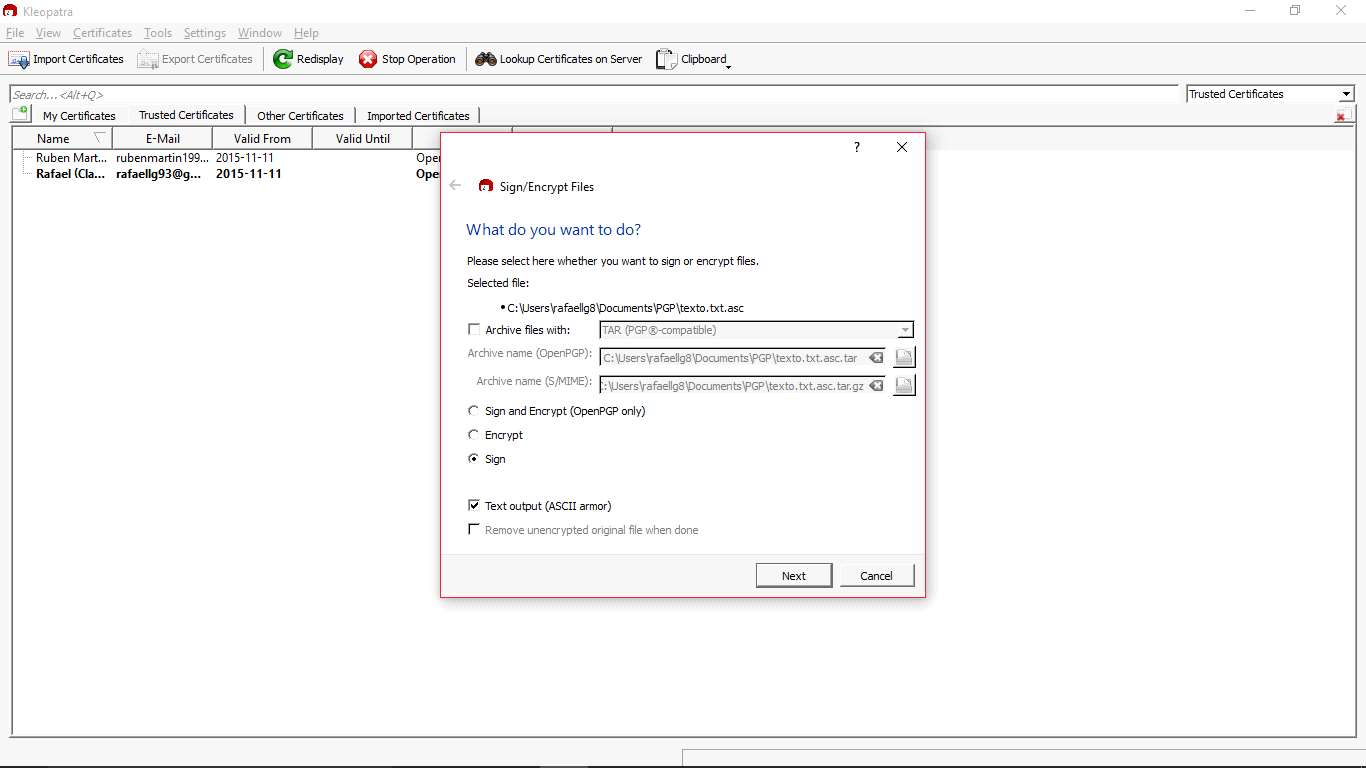 Kleopatra
File View Certificates Tools Settings Window Help
Import Certificates Export Certificates Redisplay Stop Operation Lookup Certificates on Server Clipboard
Search...<Alt+Q> Trusted Certificates
My Certificates Trusted Certificates Other Certificates Imported Certificates
Name E-Mail Valid From Valid Until
Ruben Mart... rubenmartin199... 2015-11-11 Ope
Rafael (Cla... rafaellg93@g... 2015-11-11 Ope
?
Sign/Encrypt Files
What do you want to do?
Please select here whether you want to sign or encrypt files.
Selected file:
• C:\Users\rafaellg8\Documents\PGP\texto.txt.asc
Archive files with: TAR (PGP®-compatible)
Archive name (OpenPGP): C:\Users\rafaellg8\Documents\PGP\texto.txt.asc.tar
Archive name (S/MIME): :\Users\rafaellg8\Documents\PGP\texto.txt.asc.tar.gz
Sign and Encrypt (OpenPGP only)
Encrypt
Sign
Text output (ASCII armor)
Remove unencrypted original file when done
Next Cancel